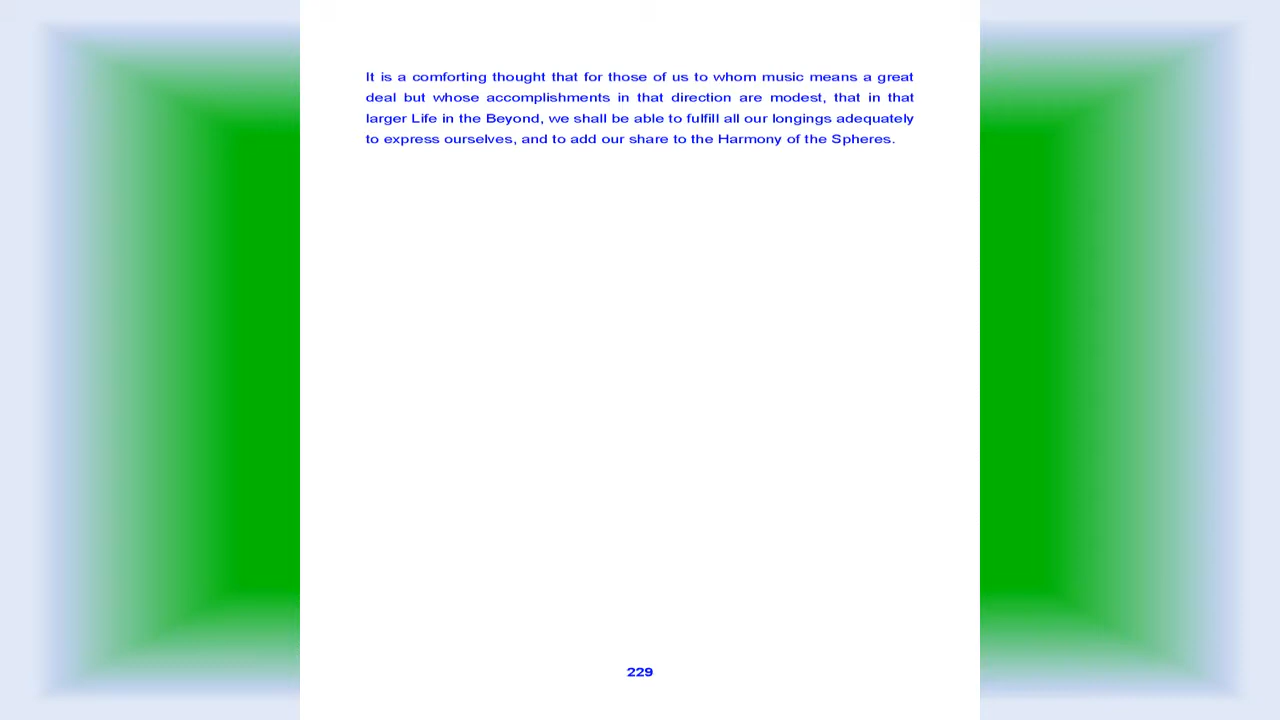 It is a comforting thought that for those of us to whom music means a great
deal but whose accomplishments in that direction are modest, that in that
larger Life in the Beyond, we shall be able to fulfill all our longings adequately
to express ourselves, and to add our share to the Harmony of the Spheres.
229